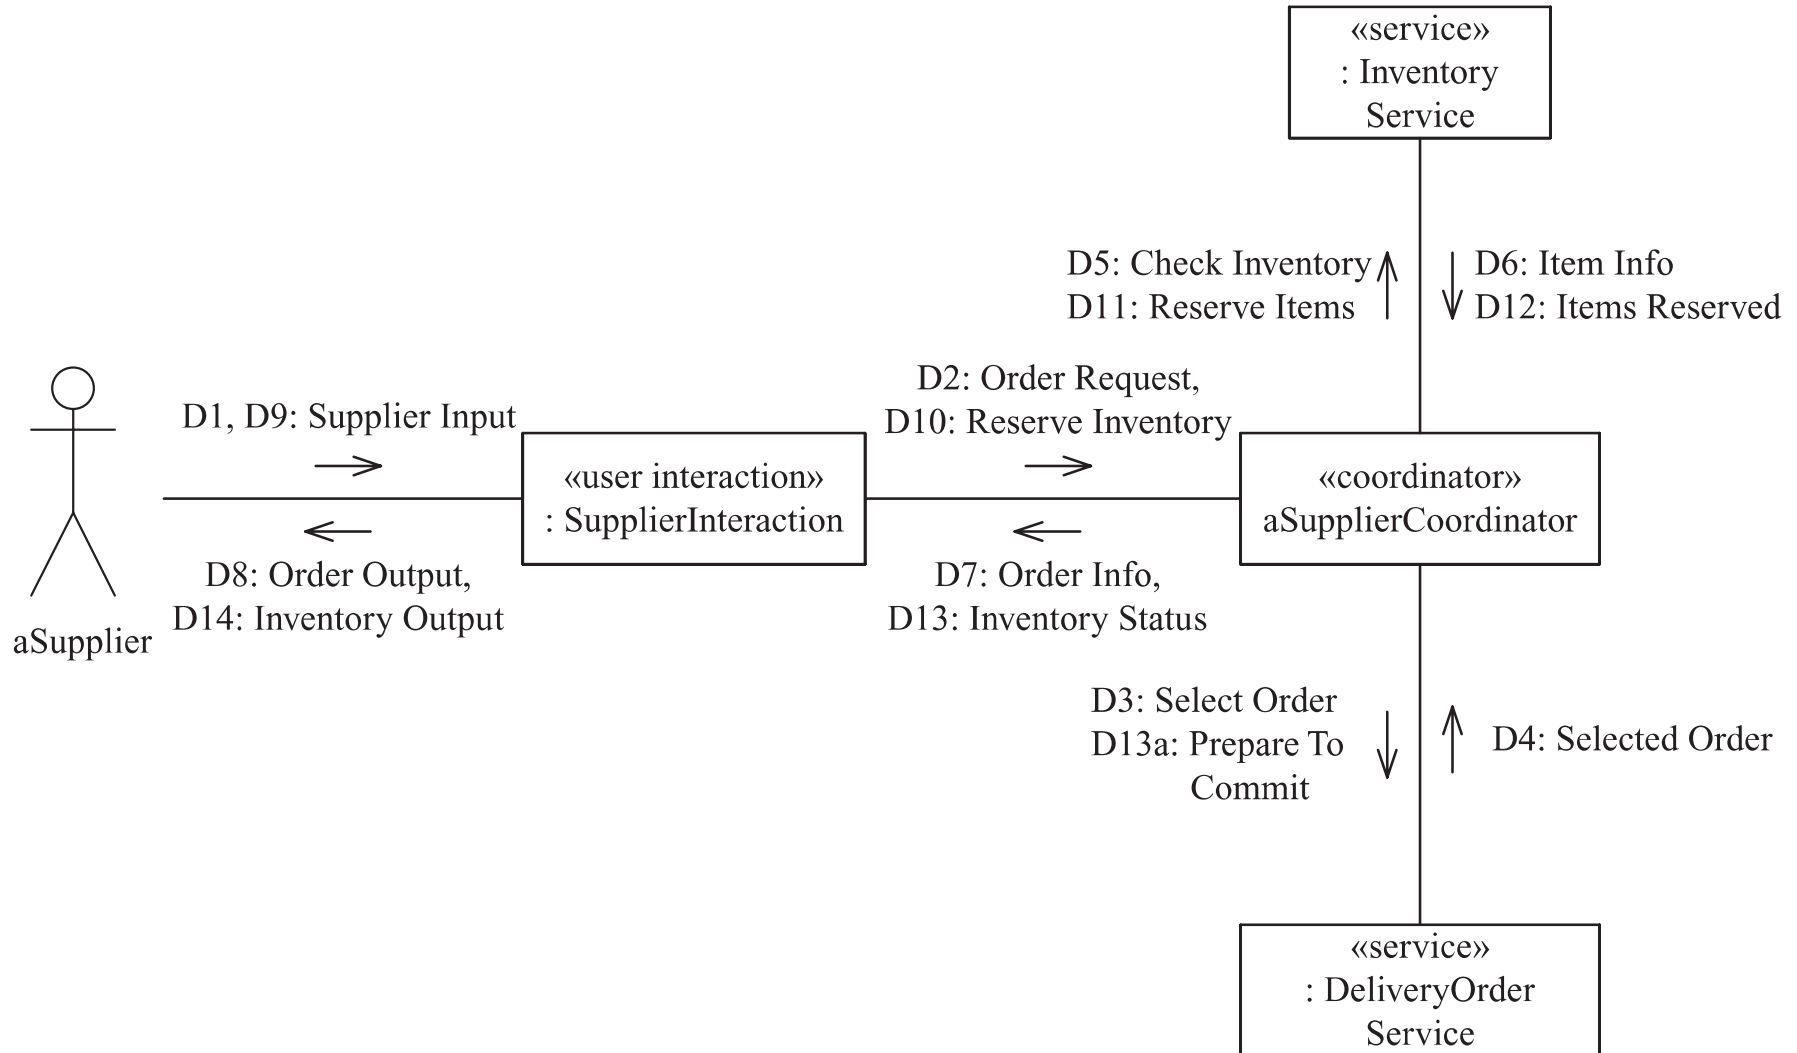 «service»
: Inventory
Service
D5: Check Inventory
D11: Reserve Items
D6: Item Info
D12: Items Reserved
D2: Order Request,
D10: Reserve Inventory
D1, D9: Supplier Input
«user interaction»
: SupplierInteraction
«coordinator»
aSupplierCoordinator
D8: Order Output,
D14: Inventory Output
aSupplier
D7: Order Info,
D13: Inventory Status
D3: Select Order
D13a: Prepare To
Commit
D4: Selected Order
«service»
: DeliveryOrder
Service